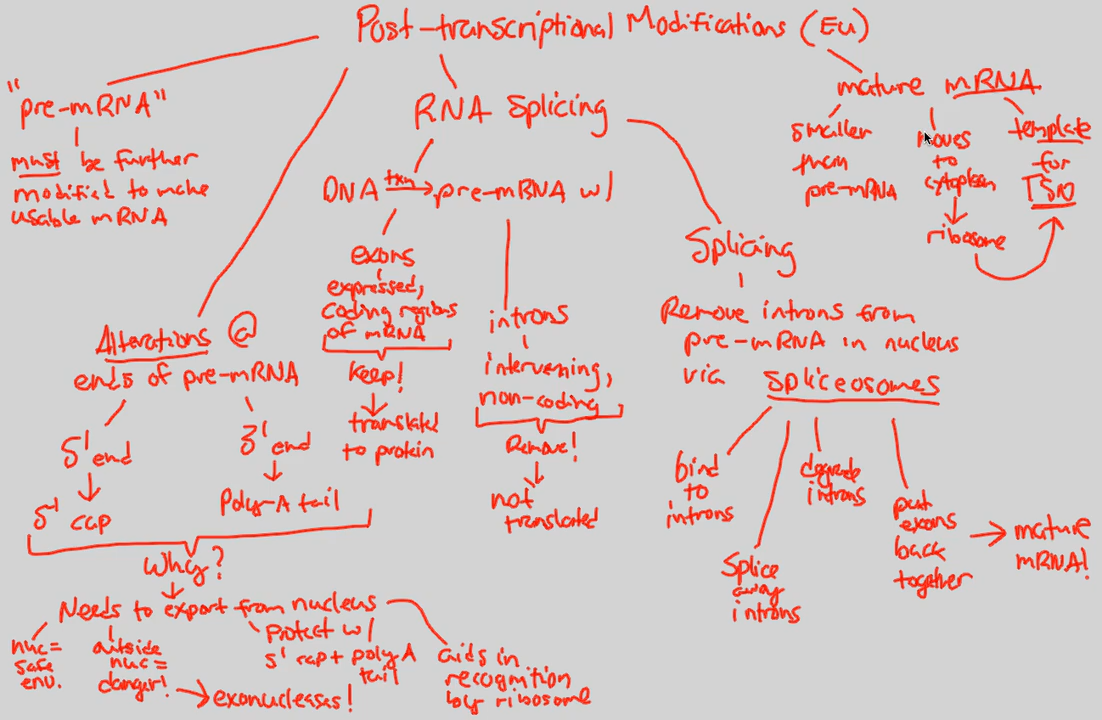 Post-transcriptional Modifications (Eu)
"pre-mRNA"
must be further
modified to make
usable mRNA
Alterations @
ends of pre-mRNA
5' end
5' cap
3' end
Poly-A tail
Why?
Needs to export from nucleus
nuc =
safe
env.
outside
nuc =
danger!
exonucleases!
protect w/
5' cap + poly A
tail
aids in
recognition
by ribosome
RNA Splicing
DNA txn pre-mRNA w/
exons
expressed,
coding regions
of mRNA
Keep!
translated
to protein
introns
intervening,
non-coding
Remove!
not
translated
Splicing
Remove introns from
pre-mRNA in nucleus
via Spliceosomes
bind
to
introns
Splice
away
introns
degrade
introns
put
exons
back
together
mature
mRNA!
mature mRNA
smaller
than
pre-mRNA
moves
to
cytoplasm
ribosome
template
for